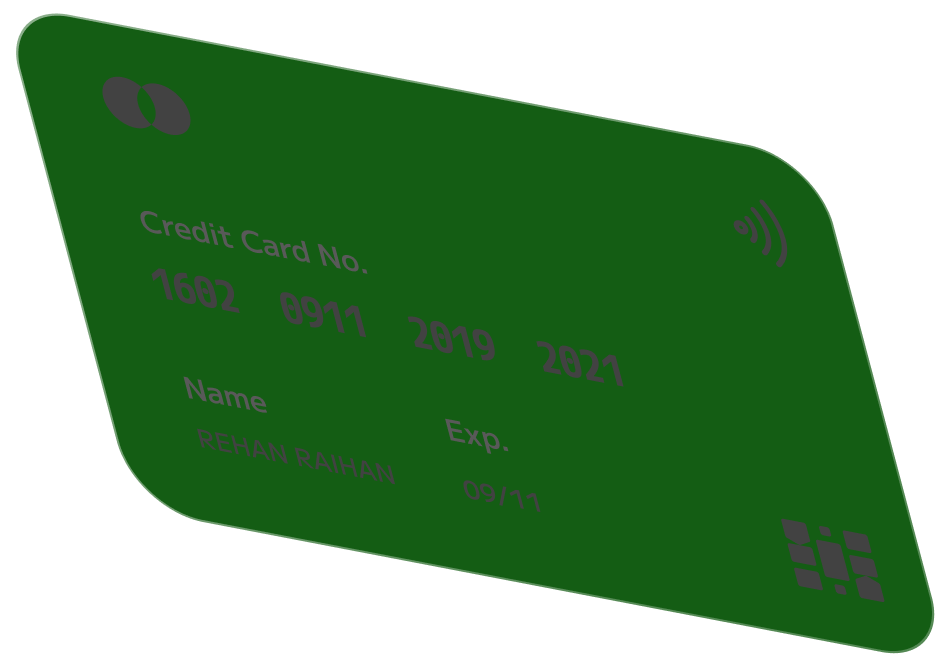 Credit Card No.
1602 0911 2019 2021
Name
Exp.
REHAN RAIHAN
09/11